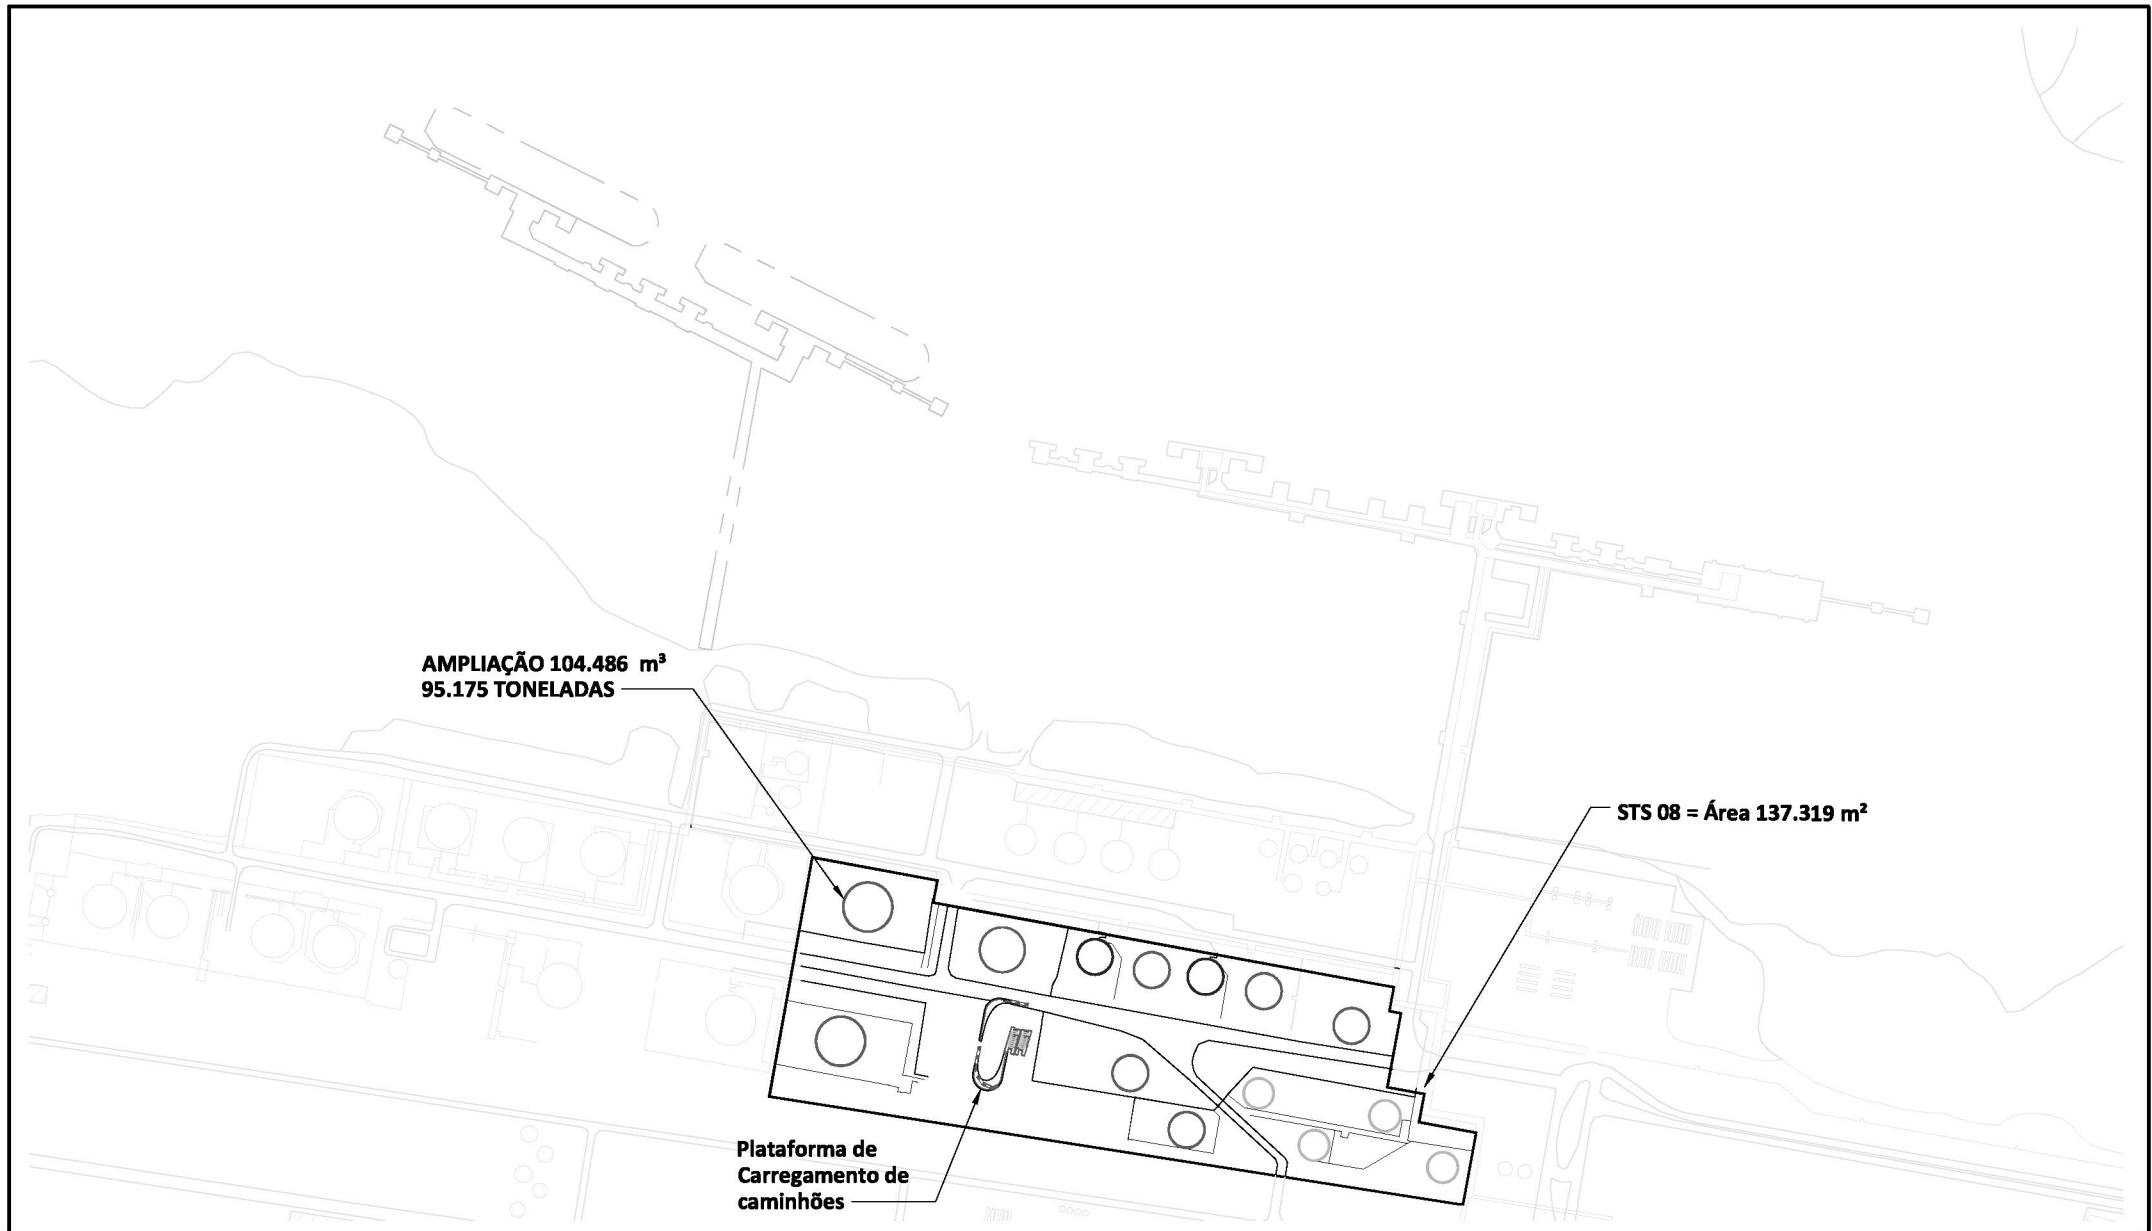 AMPLIAÇÃO 104.486 m³
95.175 TONELADAS
STS 08 = Área 137.319 m²
Plataforma de
Carregamento de
caminhões